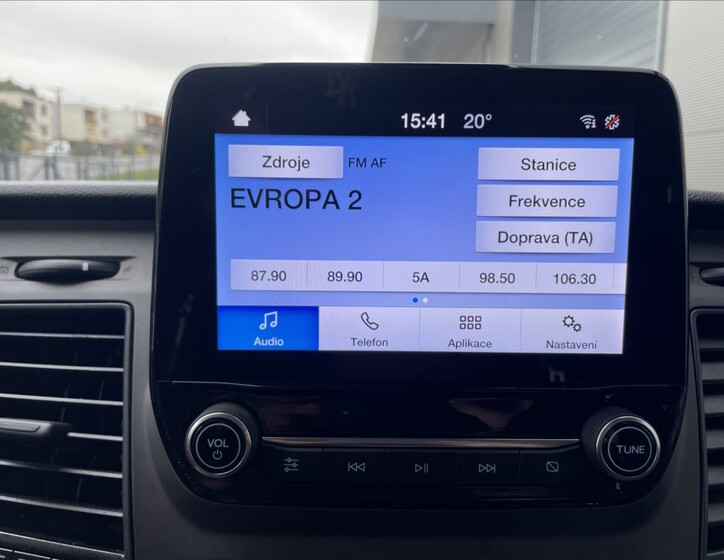 15:41 20°
Zdroje FM AF Stanice
EVROPA 2 Frekvence
Doprava (TA)
87.90 89.90 5A 98.50 106.30
Audio Telefon Aplikace Nastavení
VOL TUNE